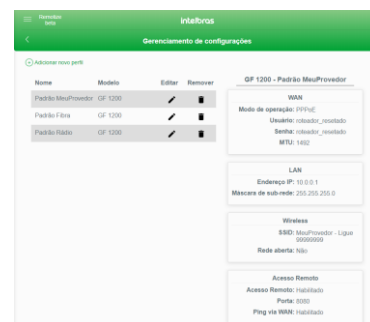 Remotize
beta
intelbras
Gerenciamento de configurações
Adicionar novo perfil
Nome Modelo Editar Remover
Padrão MeuProvedor GF 1200
Padrão Fibra GF 1200
Padrão Rádio GF 1200
GF 1200 - Padrão MeuProvedor
WAN
Modo de operação: PPPoE
Usuário: roteador_resetado
Senha: roteador_resetado
MTU: 1492
LAN
Endereço IP: 10.0.0.1
Máscara de sub-rede: 255.255.255.0
Wireless
SSID: MeuProvedor - Ligue
99999999
Rede aberta: Não
Acesso Remoto
Acesso Remoto: Habilitado
Porta: 8080
Ping via WAN: Habilitado